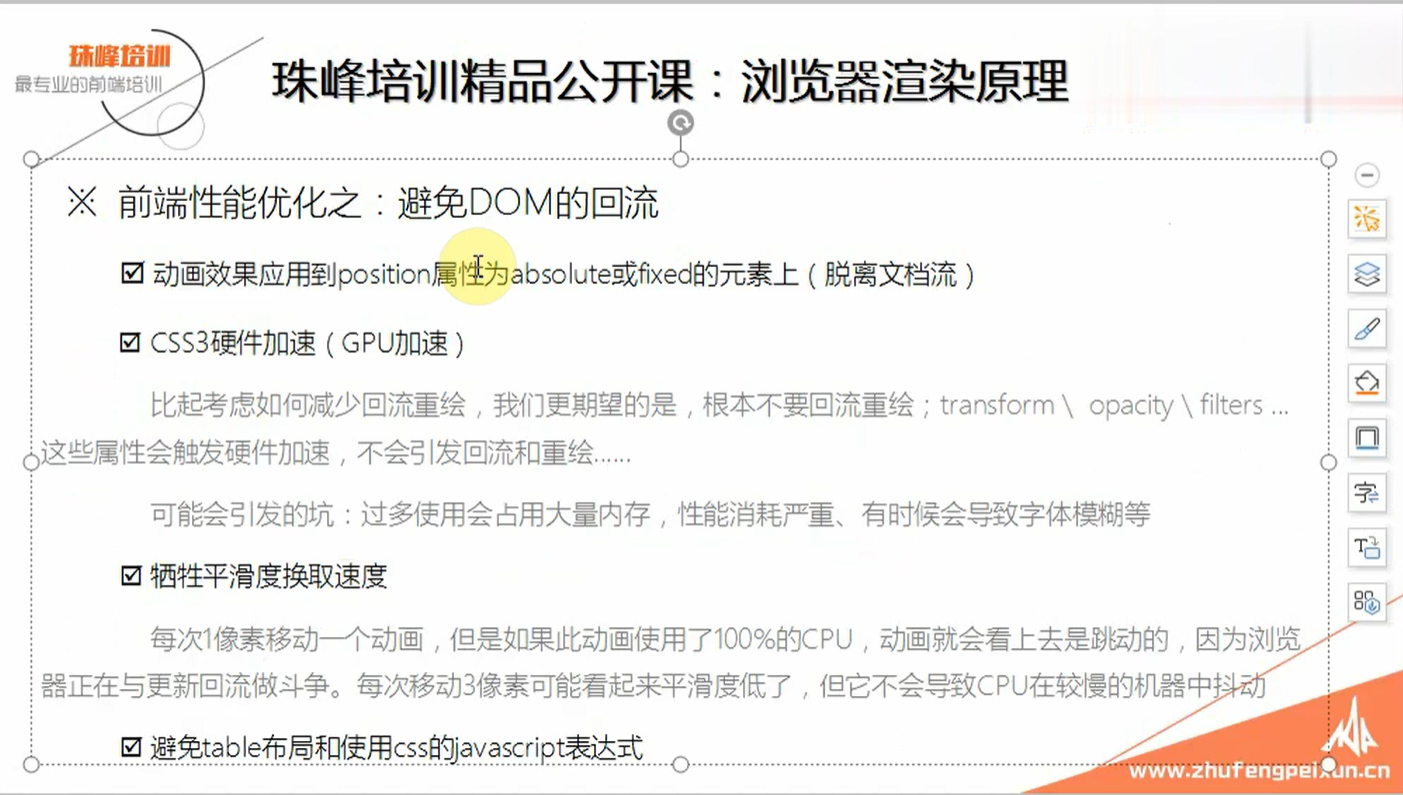 珠峰培训
最专业的前端培训
珠峰培训精品公开课：浏览器渲染原理
※ 前端性能优化之：避免DOM的回流
☑ 动画效果应用到position属性为absolute或fixed的元素上（脱离文档流）
☑ CSS3硬件加速（GPU加速）
比起考虑如何减少回流重绘，我们更期望的是，根本不要回流重绘；transform \ opacity \ filters ...
这些属性会触发硬件加速，不会引发回流和重绘......
可能会引发的坑：过多使用会占用大量内存，性能消耗严重、有时候会导致字体模糊等
☑ 牺牲平滑度换取速度
每次1像素移动一个动画，但是如果此动画使用了100%的CPU，动画就会看上去是跳动的，因为浏览
器正在与更新回流做斗争。每次移动3像素可能看起来平滑度低了，但它不会导致CPU在较慢的机器中抖动
☑ 避免table布局和使用css的javascript表达式
www.zhufengpeixun.cn
字
T